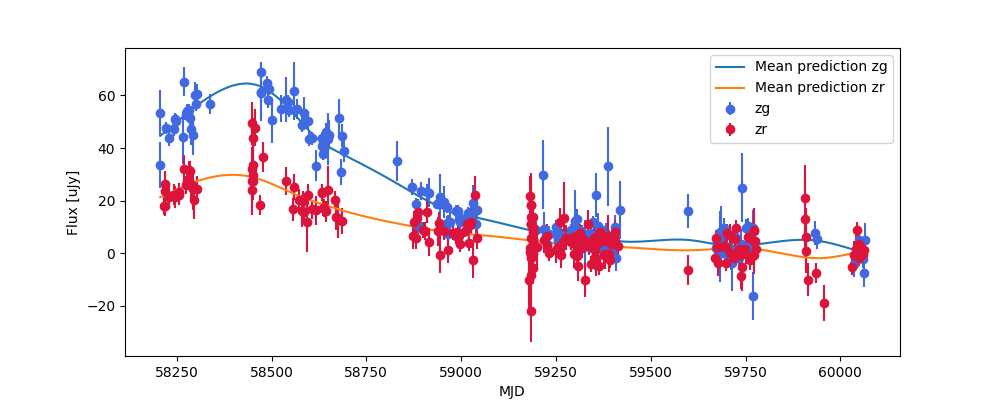 Mean prediction zg
Mean prediction zr
zg
zr
Flux [uJy]
60
40
20
0
−20
58250 58500 58750 59000 59250 59500 59750 60000
MJD